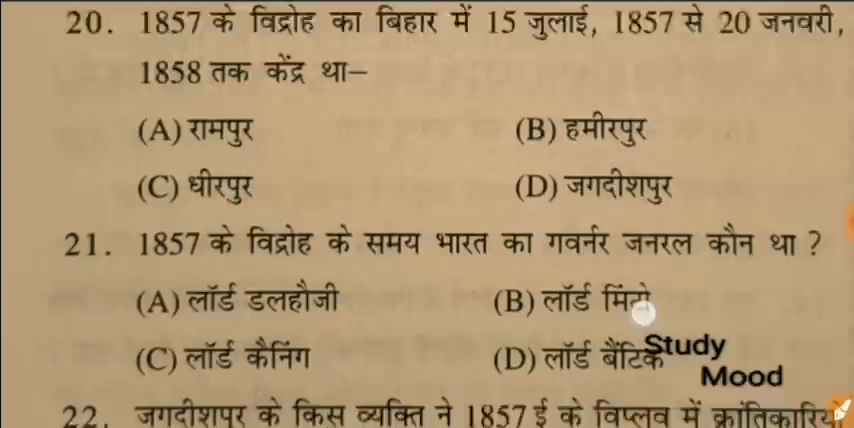 20. 1857 के विद्रोह का बिहार में 15 जुलाई, 1857 से 20 जनवरी,
1858 तक केंद्र था–
(A) रामपुर (B) हमीरपुर
(C) धीरपुर (D) जगदीशपुर
21. 1857 के विद्रोह के समय भारत का गवर्नर जनरल कौन था ?
(A) लॉर्ड डलहौजी (B) लॉर्ड मिंटो
(C) लॉर्ड कैनिंग (D) लॉर्ड बैंटिक
Study
Mood
22. जगदीशपुर के किस व्यक्ति ने 1857 ई के विप्लव में